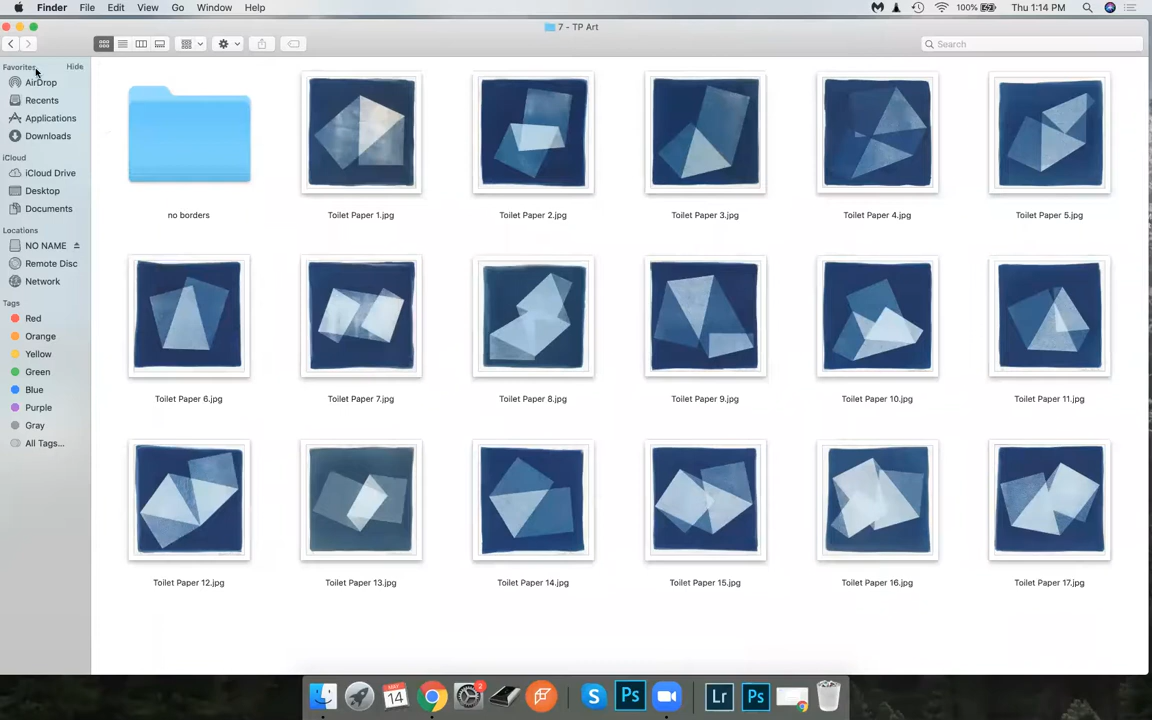 Finder File Edit View Go Window Help 100% Thu 1:14 PM
7 - TP Art
Search
Favorites Hide
AirDrop
Recents
Applications
Downloads
iCloud
iCloud Drive
Desktop
Documents
Locations
NO NAME
Remote Disc
Network
Tags
Red
Orange
Yellow
Green
Blue
Purple
Gray
All Tags...
no borders Toilet Paper 1.jpg Toilet Paper 2.jpg Toilet Paper 3.jpg Toilet Paper 4.jpg Toilet Paper 5.jpg
Toilet Paper 6.jpg Toilet Paper 7.jpg Toilet Paper 8.jpg Toilet Paper 9.jpg Toilet Paper 10.jpg Toilet Paper 11.jpg
Toilet Paper 12.jpg Toilet Paper 13.jpg Toilet Paper 14.jpg Toilet Paper 15.jpg Toilet Paper 16.jpg Toilet Paper 17.jpg
14 2 S Ps Lr Ps